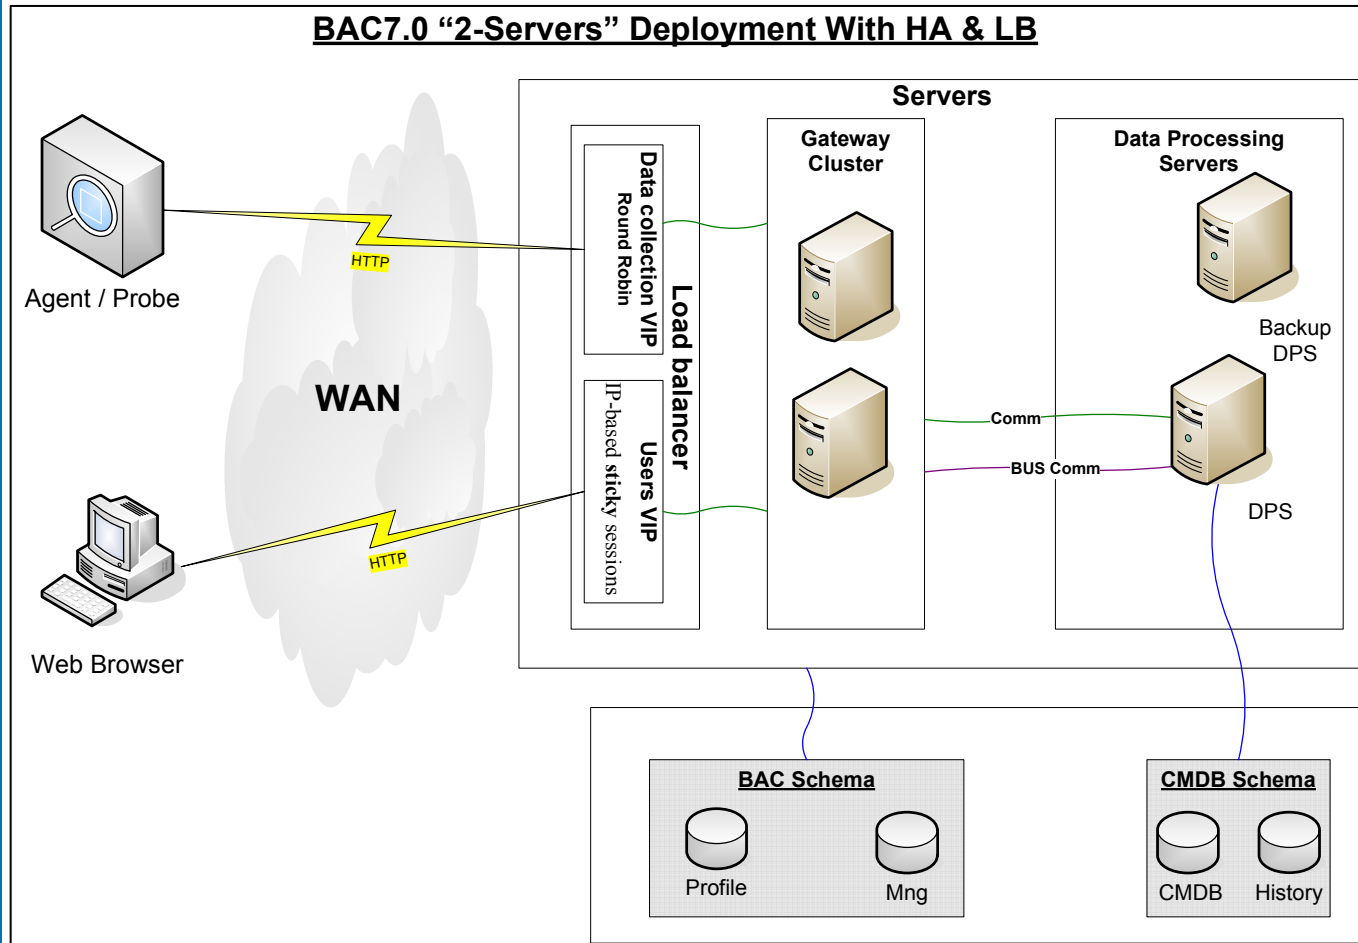 BAC7.0 “2-Servers” Deployment With HA & LB
Servers
Agent / Probe
HTTP
WAN
Web Browser
HTTP
Data collection VIP
Round Robin
Users VIP
IP-based sticky sessions
Load balancer
Gateway
Cluster
Comm
BUS Comm
Data Processing
Servers
Backup
DPS
DPS
BAC Schema
Profile
Mng
CMDB Schema
CMDB
History